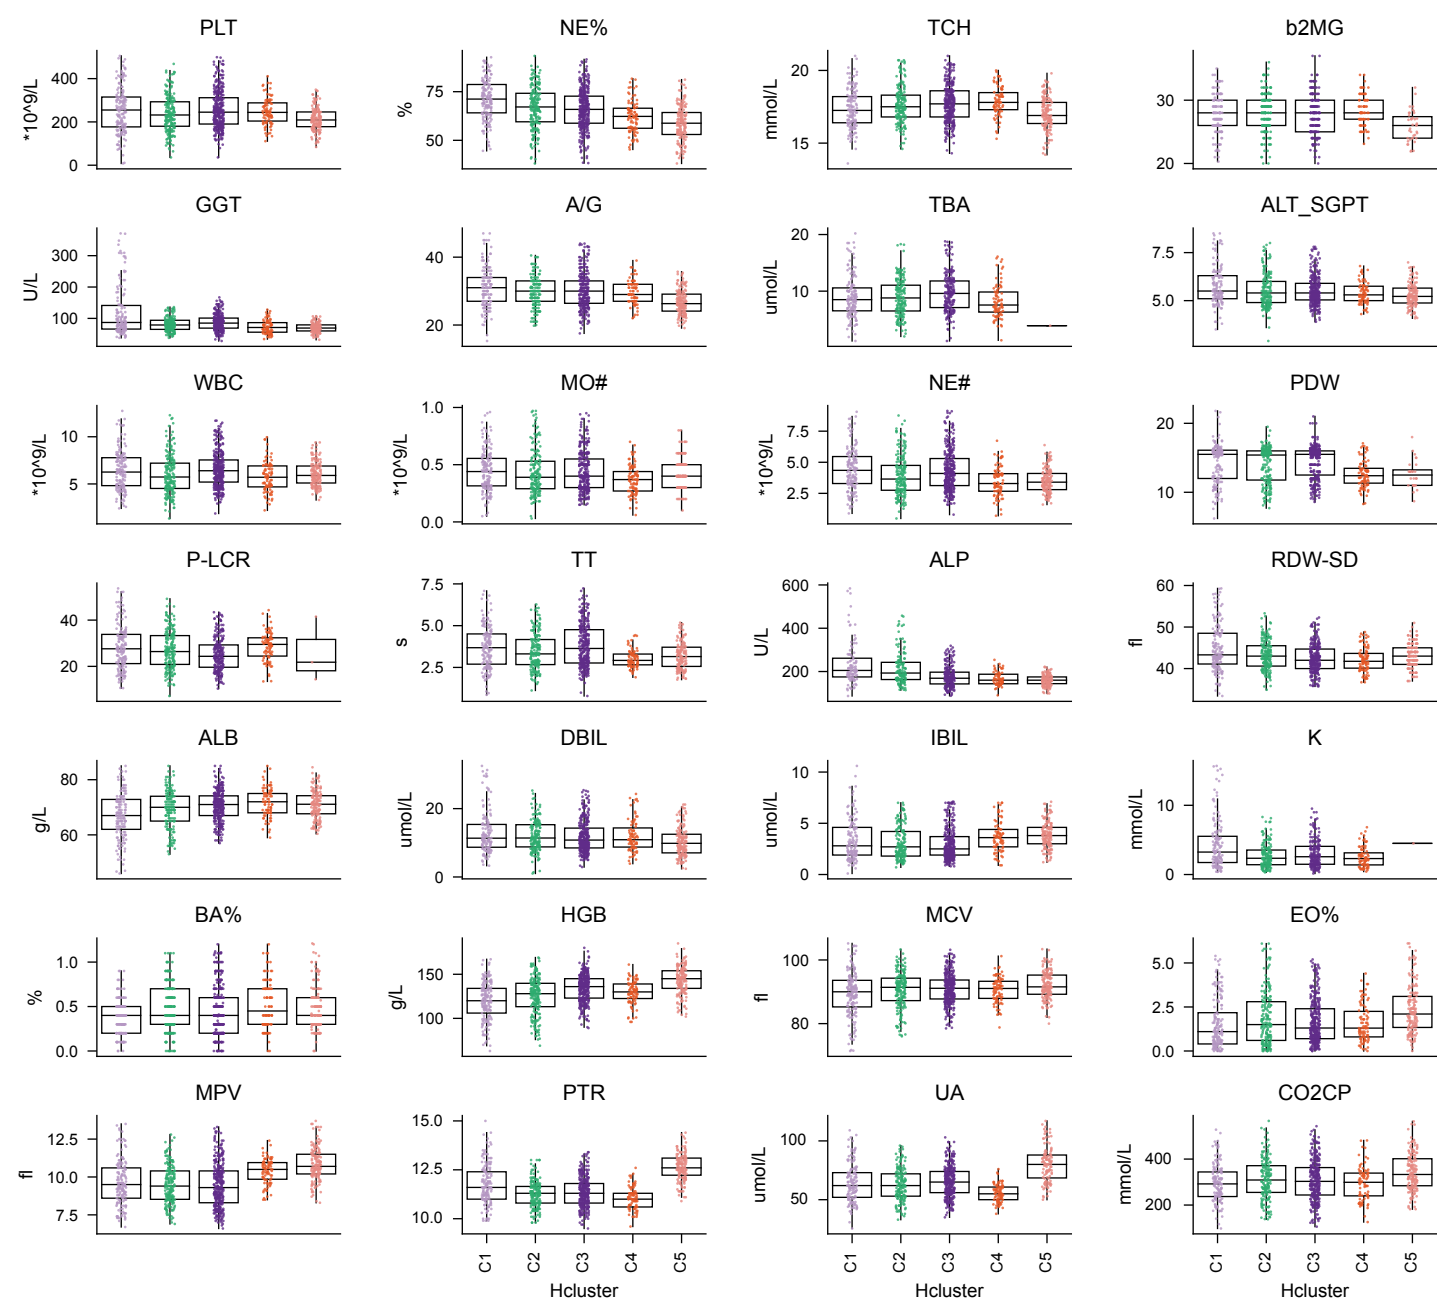 PLT
NE%
TCH
b2MG
*10^9/L
400
200
0
%
75
50
mmol/L
20
15
30
20
GGT
A/G
TBA
ALT_SGPT
U/L
300
200
100
40
30
20
umol/L
20
10
7.5
5.0
WBC
MO#
NE#
PDW
*10^9/L
10
5
*10^9/L
1.0
0.5
0.0
*10^9/L
7.5
5.0
2.5
20
10
P-LCR
TT
ALP
RDW-SD
40
20
s
7.5
5.0
2.5
U/L
600
400
200
fl
60
50
40
ALB
DBIL
IBIL
K
g/L
80
60
umol/L
20
10
0
umol/L
10
5
0
mmol/L
10
5
0
BA%
HGB
MCV
EO%
%
1.0
0.5
0.0
g/L
150
100
fl
100
80
5.0
2.5
0.0
MPV
PTR
UA
CO2CP
fl
12.5
10.0
7.5
15.0
12.5
10.0
umol/L
100
50
mmol/L
400
200
C1 C2 C3 C4 C5
C1 C2 C3 C4 C5
C1 C2 C3 C4 C5
Hcluster
Hcluster
Hcluster